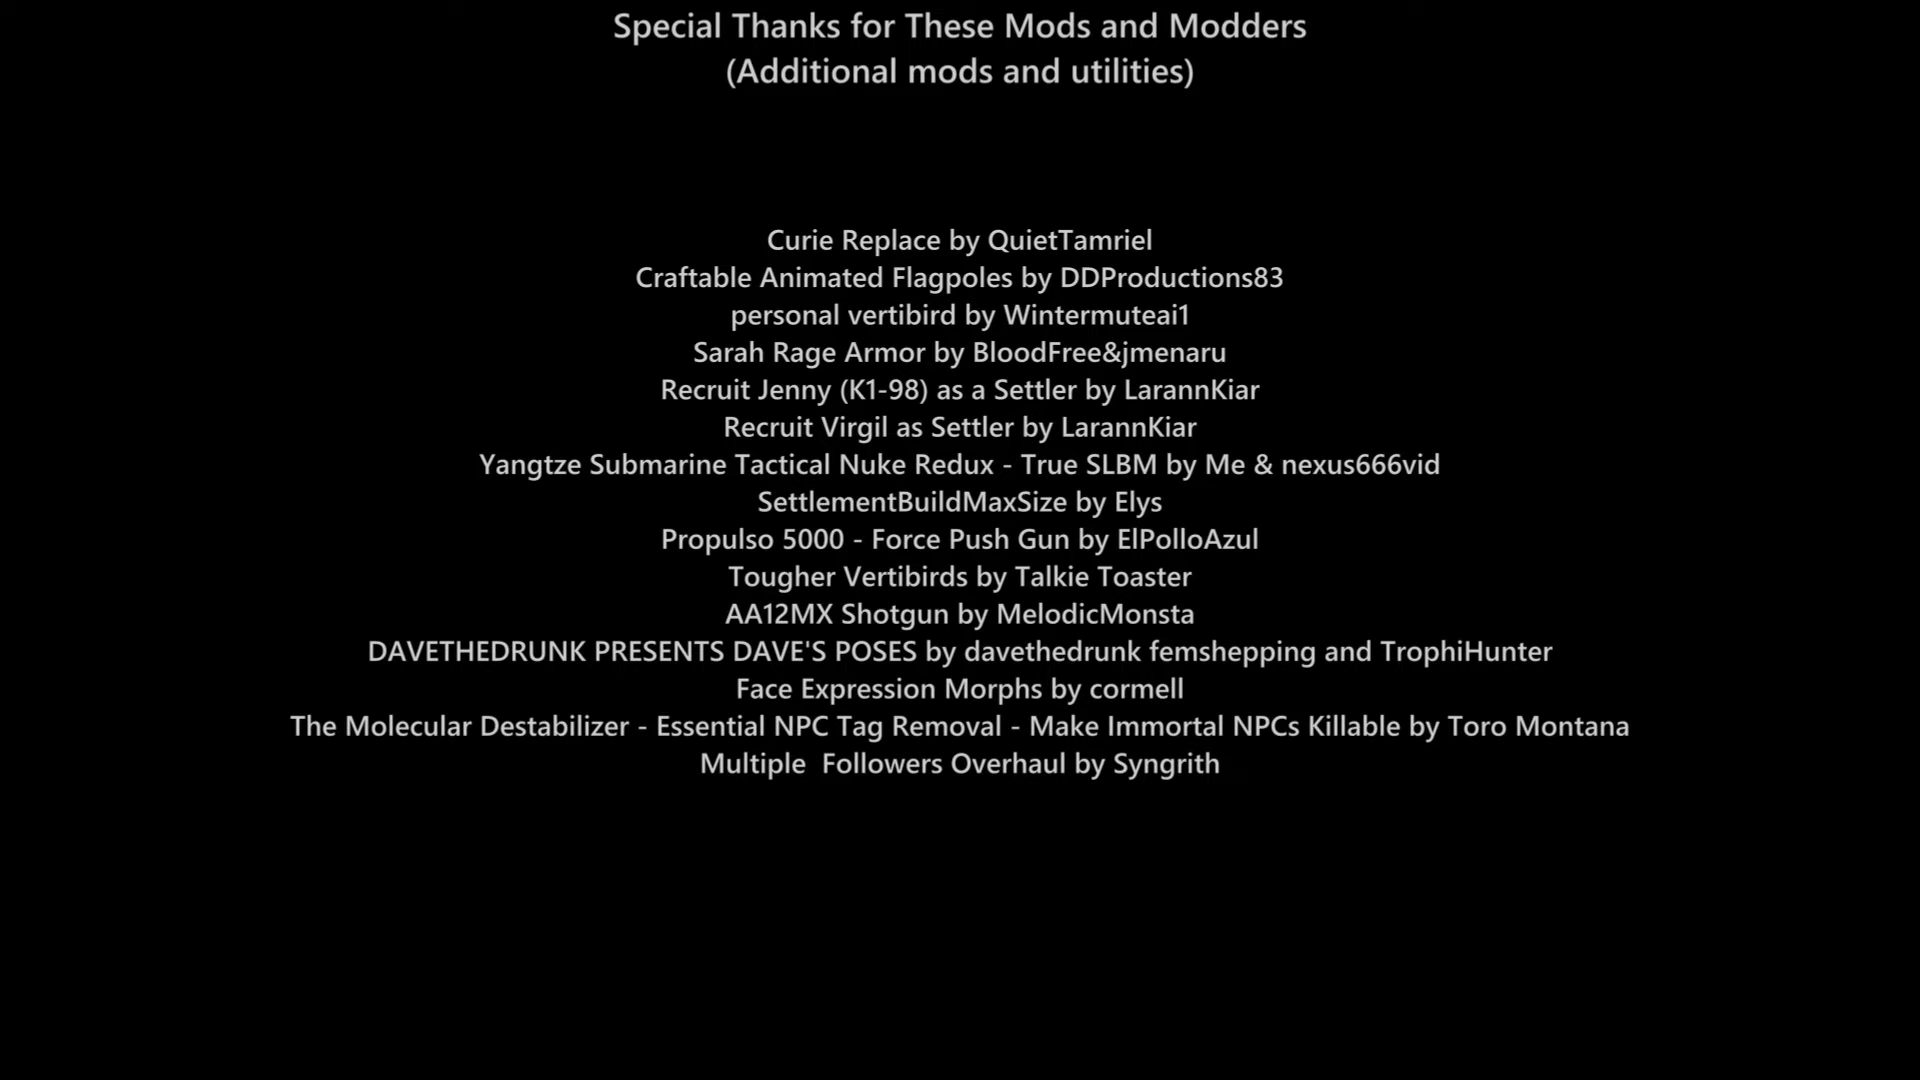 Special Thanks for These Mods and Modders
(Additional mods and utilities)
Curie Replace by QuietTamriel
Craftable Animated Flagpoles by DDProductions83
personal vertibird by Wintermuteai1
Sarah Rage Armor by BloodFree&jmenaru
Recruit Jenny (K1-98) as a Settler by LarannKiar
Recruit Virgil as Settler by LarannKiar
Yangtze Submarine Tactical Nuke Redux - True SLBM by Me & nexus666vid
SettlementBuildMaxSize by Elys
Propulso 5000 - Force Push Gun by ElPolloAzul
Tougher Vertibirds by Talkie Toaster
AA12MX Shotgun by MelodicMonsta
DAVETHEDRUNK PRESENTS DAVE'S POSES by davethedrunk femshepping and TrophiHunter
Face Expression Morphs by cormell
The Molecular Destabilizer - Essential NPC Tag Removal - Make Immortal NPCs Killable by Toro Montana
Multiple  Followers Overhaul by Syngrith